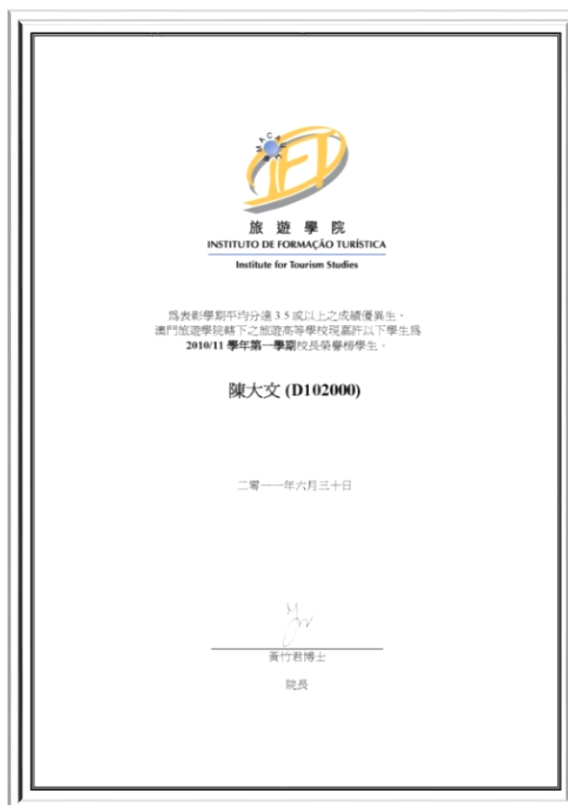 MACAU
IFT
旅遊學院
INSTITUTO DE FORMAÇÃO TURÍSTICA
Institute for Tourism Studies
爲表彰學期平均分達 3.5 或以上之成績優異生，
澳門旅遊學院轄下之旅遊高等學校現嘉許以下學生爲
2010/11 學年第一學期校長榮譽榜學生。
陳大文 (D102000)
二零一一年六月三十日
黃竹君博士
院長